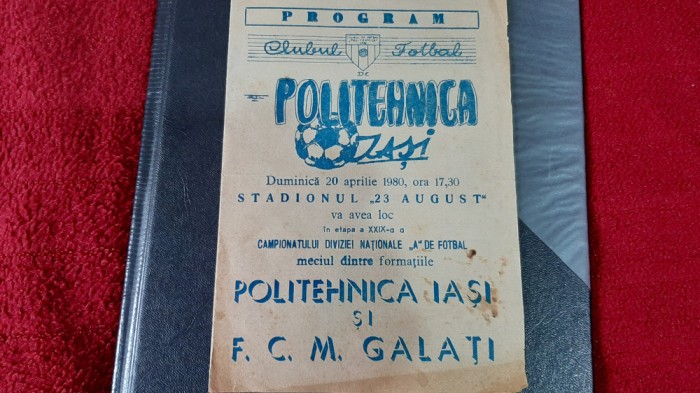 PROGRAM
Clubul Fotbal
DE
POLITEHNICA
IAȘI
Duminică 20 aprilie 1980, ora 17,30
STADIONUL „23 AUGUST“
va avea loc
în etapa a XXIX-a a
CAMPIONATULUI DIVIZIEI NAȚIONALE „A“ DE FOTBAL
meciul dintre formațiile
POLITEHNICA IAȘI
ȘI
F. C. M. GALAȚI